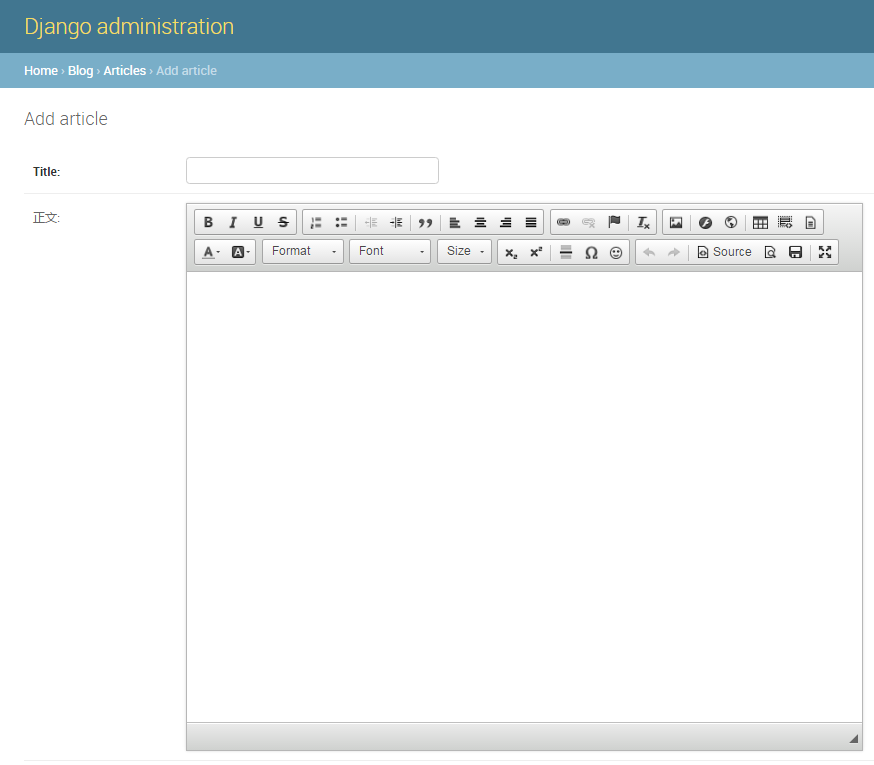 Django administration
Home › Blog › Articles › Add article
Add article
Title:
正文:
Format Font Size Source